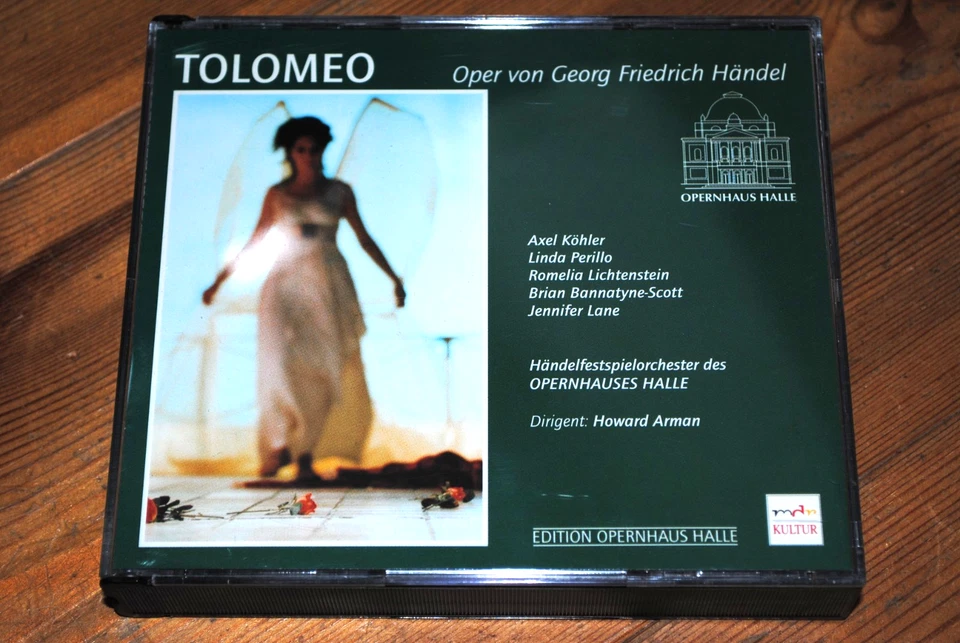 TOLOMEO
Oper von Georg Friedrich Händel
OPERNHAUS HALLE
Axel Köhler
Linda Perillo
Romelia Lichtenstein
Brian Bannatyne-Scott
Jennifer Lane
Händelfestspielorchester des
OPERNHAUSES HALLE
Dirigent: Howard Arman
EDITION OPERNHAUS HALLE
mdr
KULTUR